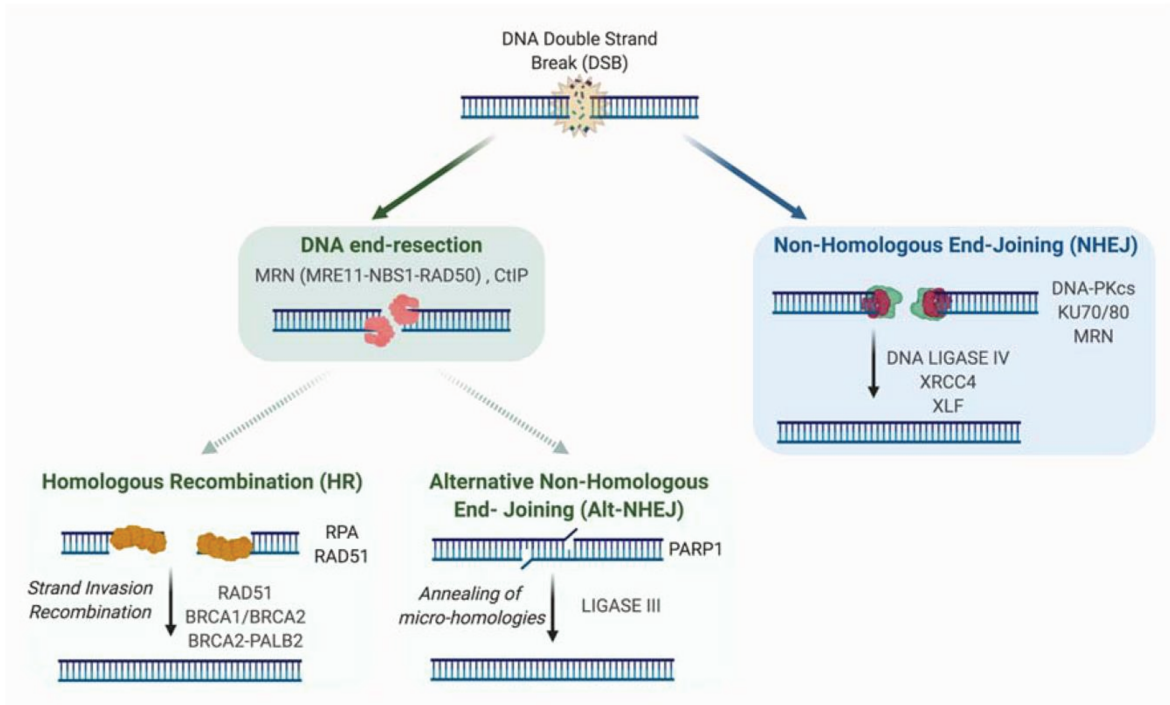 DNA Double Strand
Break (DSB)
DNA end-resection
MRN (MRE11-NBS1-RAD50) , CtIP
Non-Homologous End-Joining (NHEJ)
DNA-PKcs
KU70/80
MRN
DNA LIGASE IV
XRCC4
XLF
Homologous Recombination (HR)
RPA
RAD51
Strand Invasion
Recombination
RAD51
BRCA1/BRCA2
BRCA2-PALB2
Alternative Non-Homologous
End- Joining (Alt-NHEJ)
PARP1
Annealing of
micro-homologies
LIGASE III